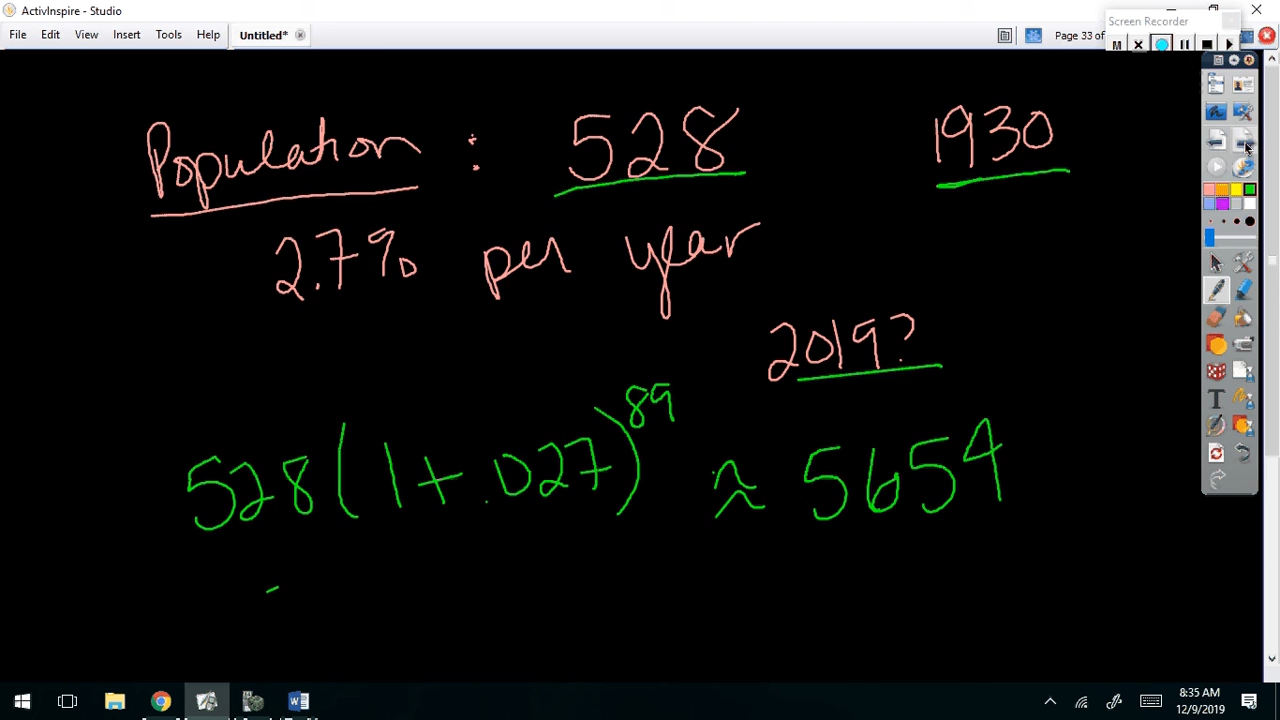 ActivInspire - Studio
Screen Recorder
File Edit View Insert Tools Help Untitled* Page 33 of
Population : 528 1930
2.7% per year
2019?
528(1+.027)^89 ≈ 5654
8:35 AM
12/9/2019